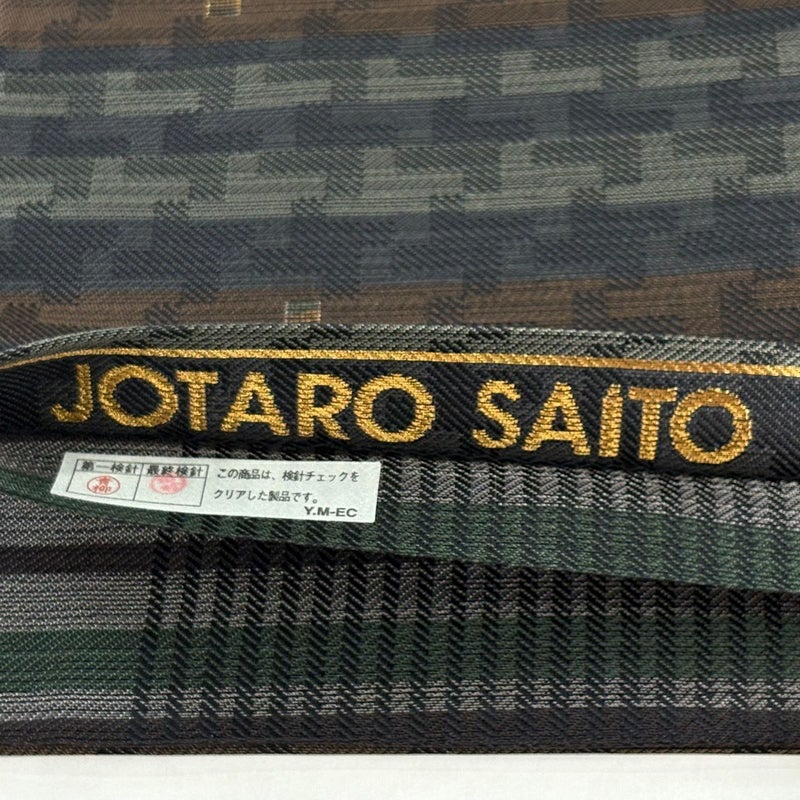 JOTARO SAITO
第一検針 最終検針
この商品は、検針チェックを
クリアした製品です。
Y.M-EC